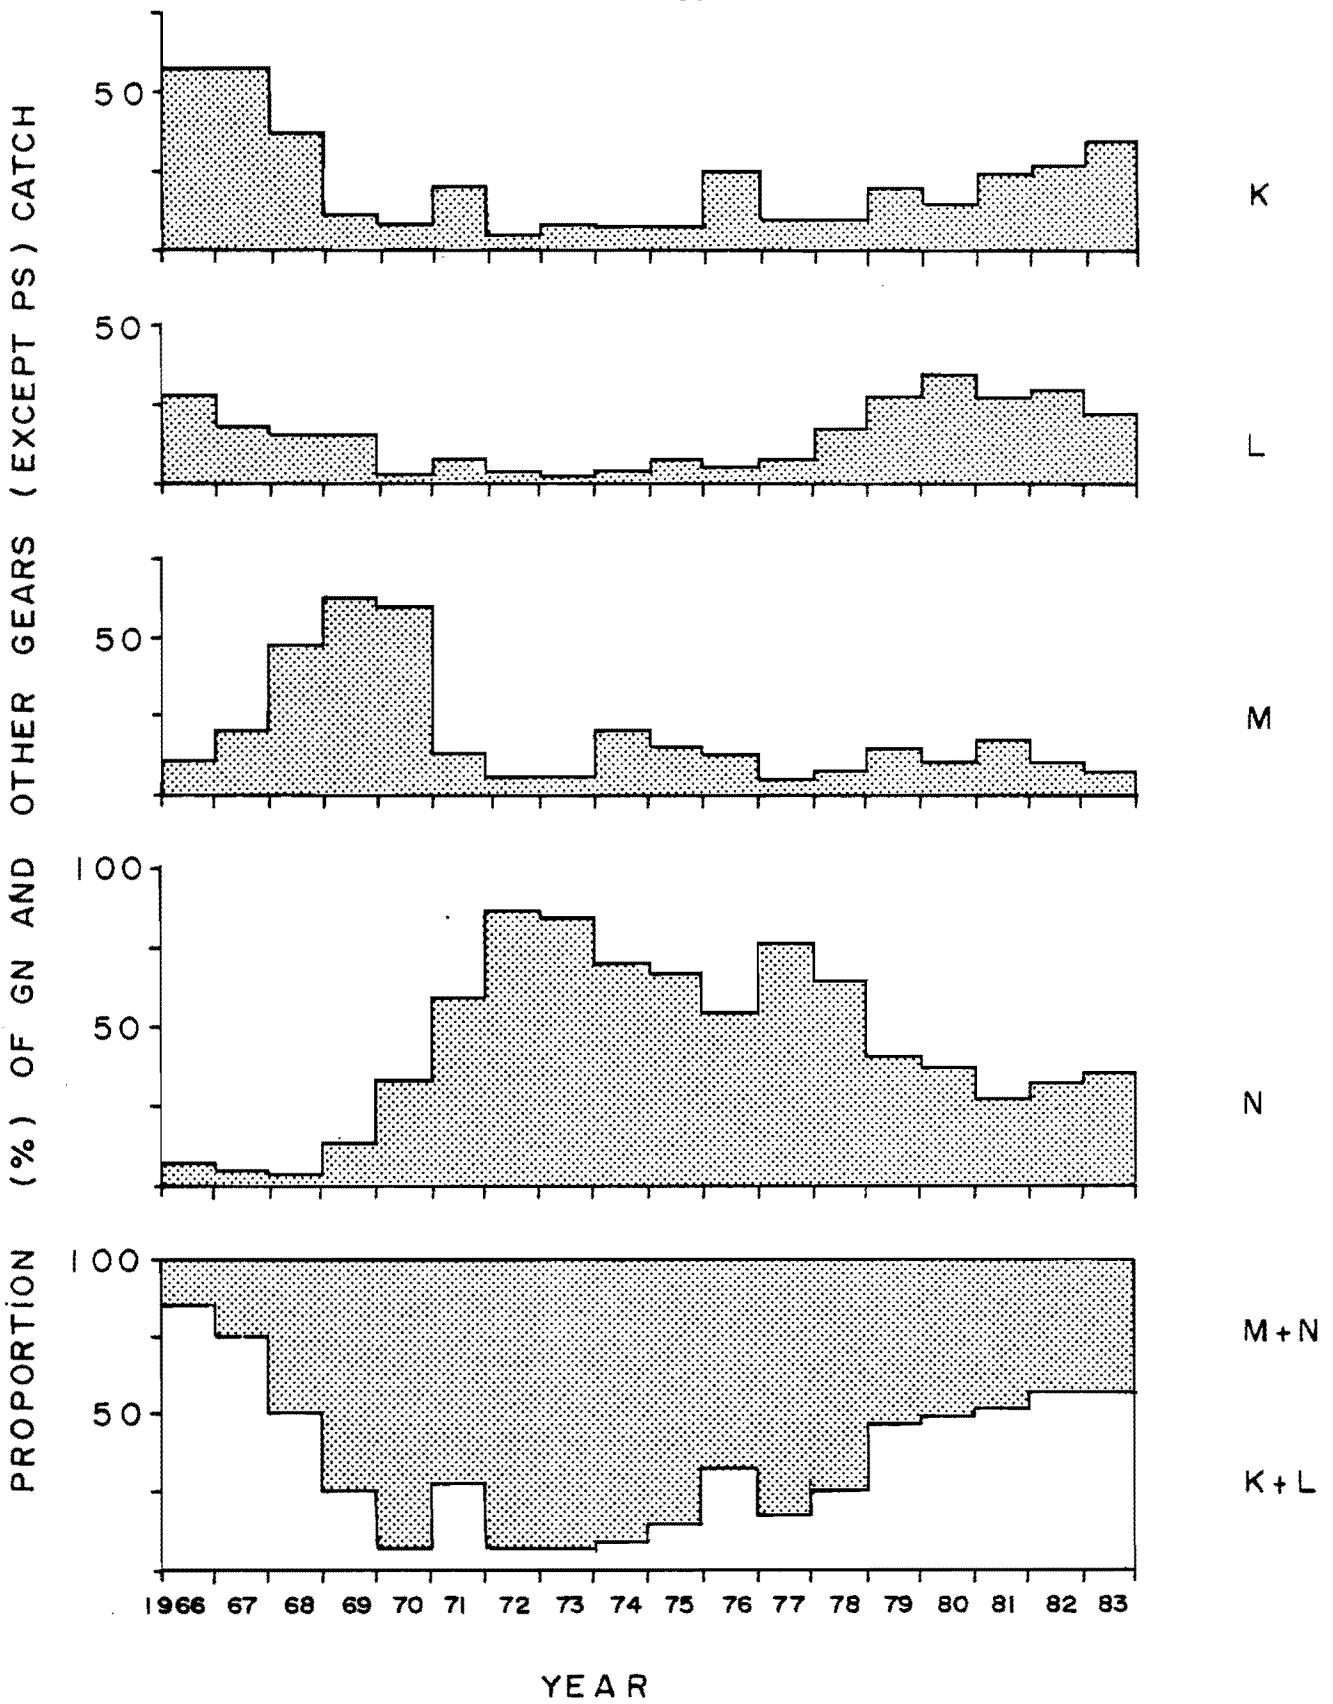 PROPORTION (%) OF GN AND OTHER GEARS (EXCEPT PS) CATCH
50
K
50
L
50
M
100
50
N
100
50
M+N
K+L
1966 67 68 69 70 71 72 73 74 75 76 77 78 79 80 81 82 83
YEAR